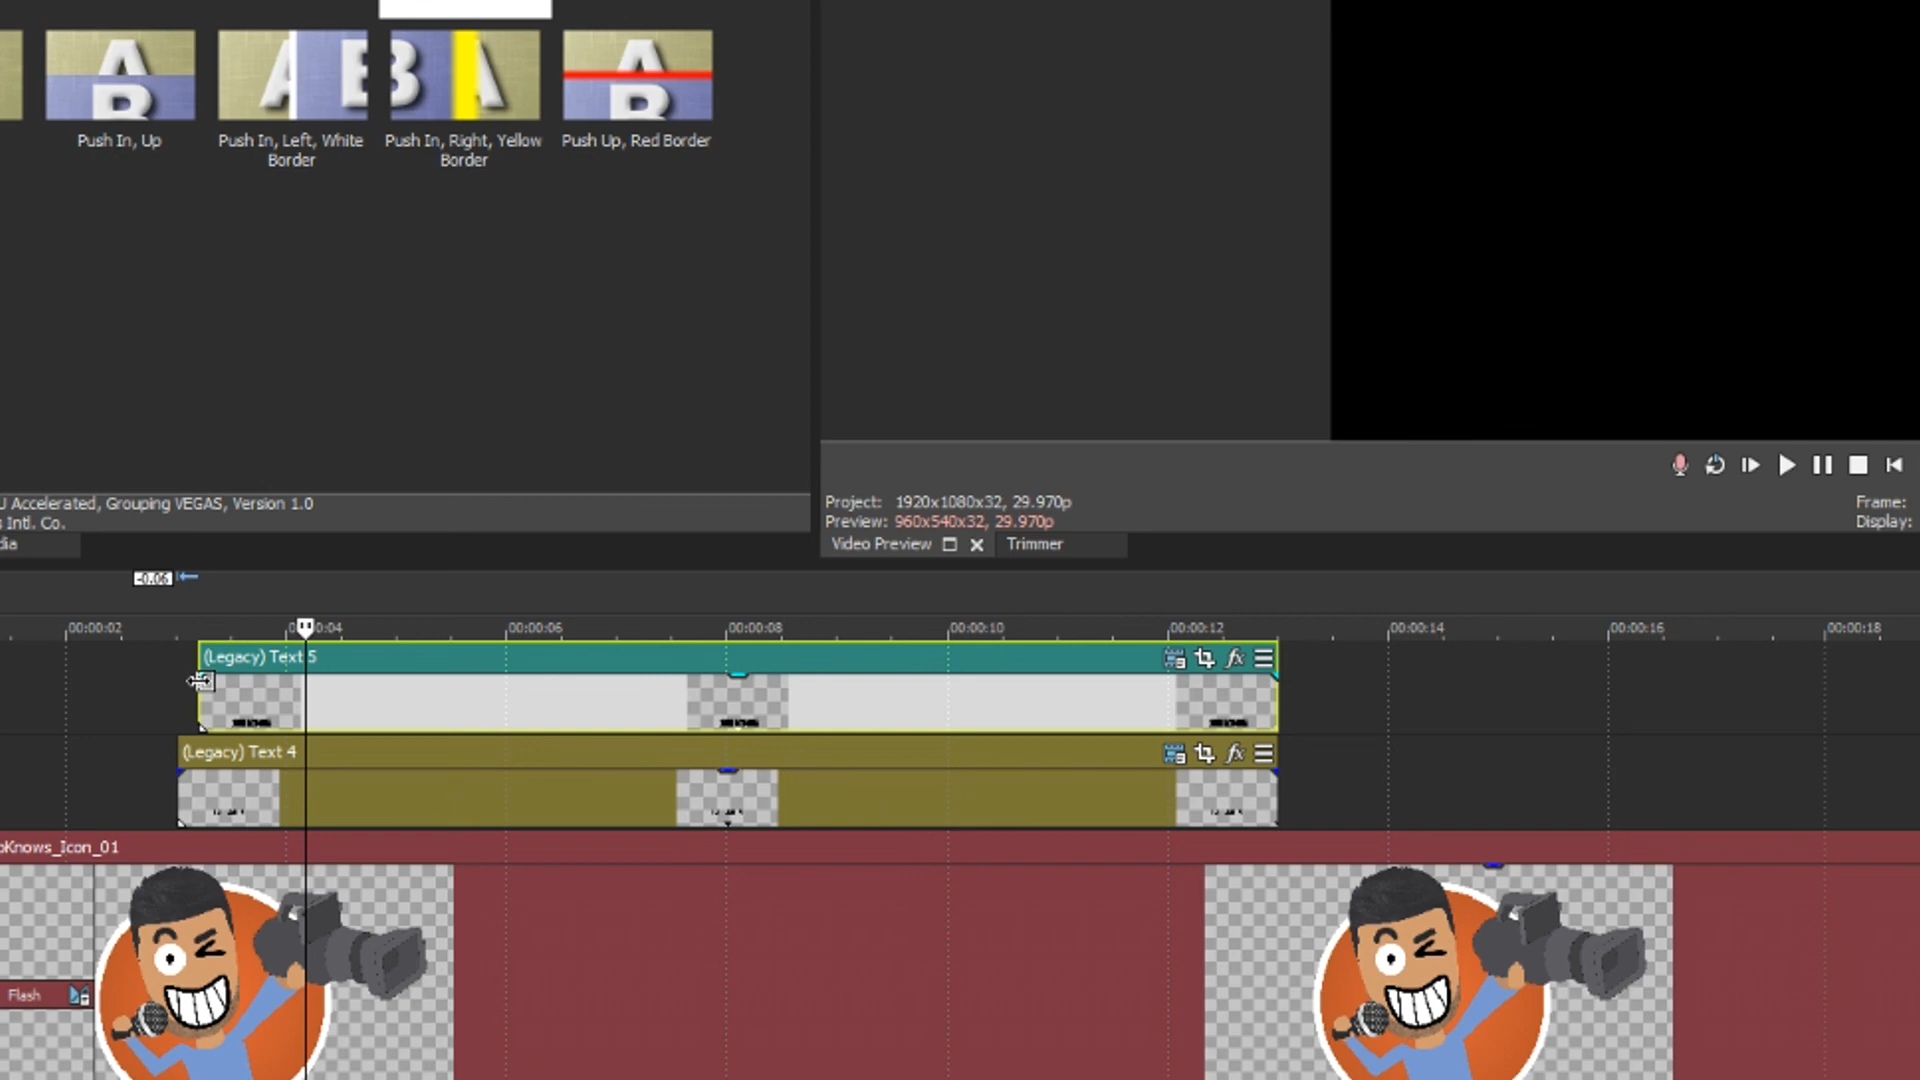 Push In, Up
Push In, Left, White
Border
Push In, Right, Yellow
Border
Push Up, Red Border
J Accelerated, Grouping VEGAS, Version 1.0
s Intl. Co.
dia
Project: 1920x1080x32, 29.970p
Preview: 960x540x32, 29.970p
Frame:
Display:
Video Preview
Trimmer
-0.06
00:00:02
0:04
00:00:06
00:00:08
00:00:10
00:00:12
00:00:14
00:00:16
00:00:18
(Legacy) Text 5
(Legacy) Text 4
oKnows_Icon_01
Flash